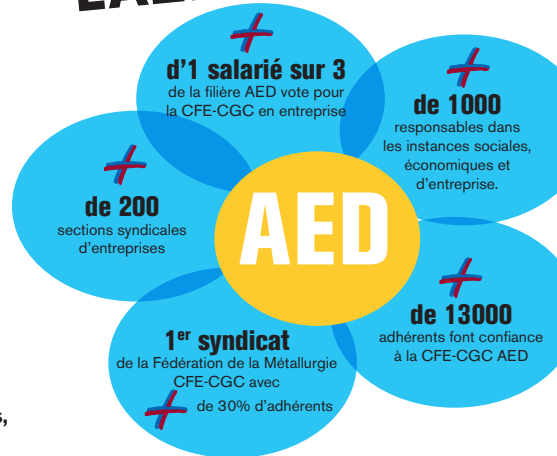 +
d'1 salarié sur 3
de la filière AED vote pour
la CFE-CGC en entreprise
+
de 1000
responsables dans
les instances sociales,
économiques et
d'entreprise.
+
de 200
sections syndicales
d'entreprises
AED
+
de 13000
adhérents font confiance
à la CFE-CGC AED
1er syndicat
de la Fédération de la Métallurgie
CFE-CGC avec
+ de 30% d'adhérents